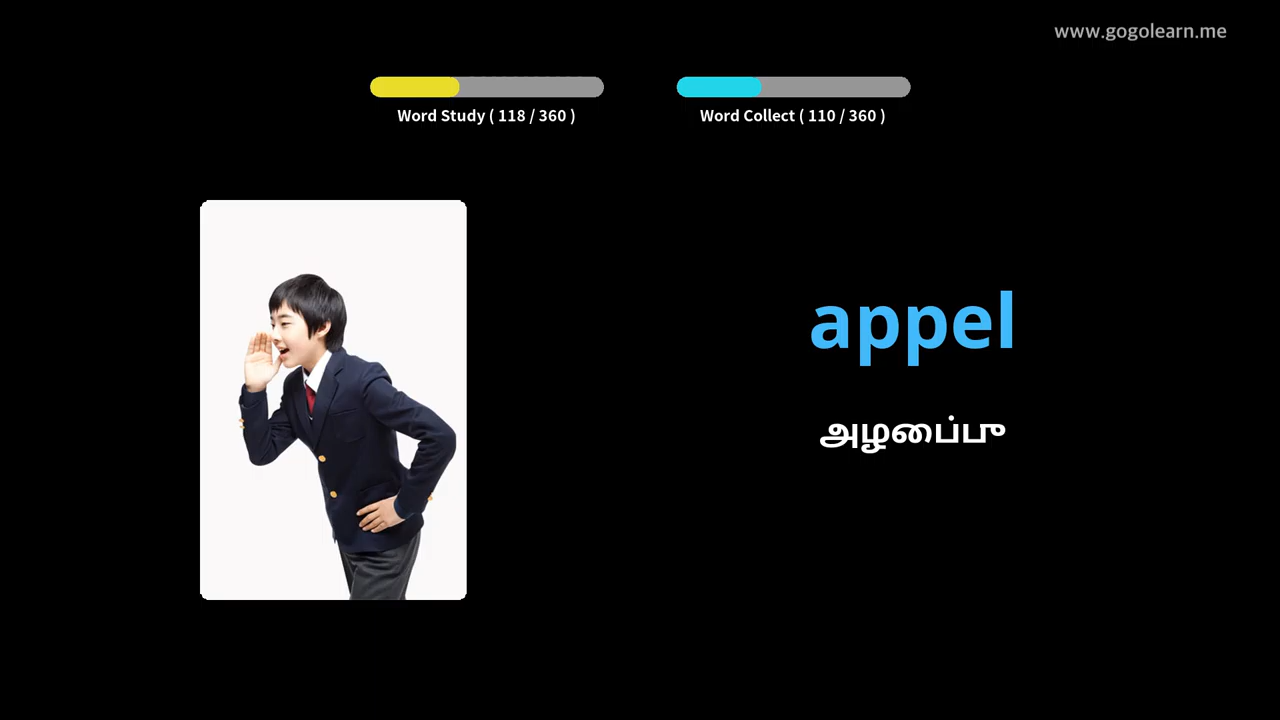 www.gogolearn.me
Word Study ( 118 / 360 )
Word Collect ( 110 / 360 )
appel
அழைப்பு